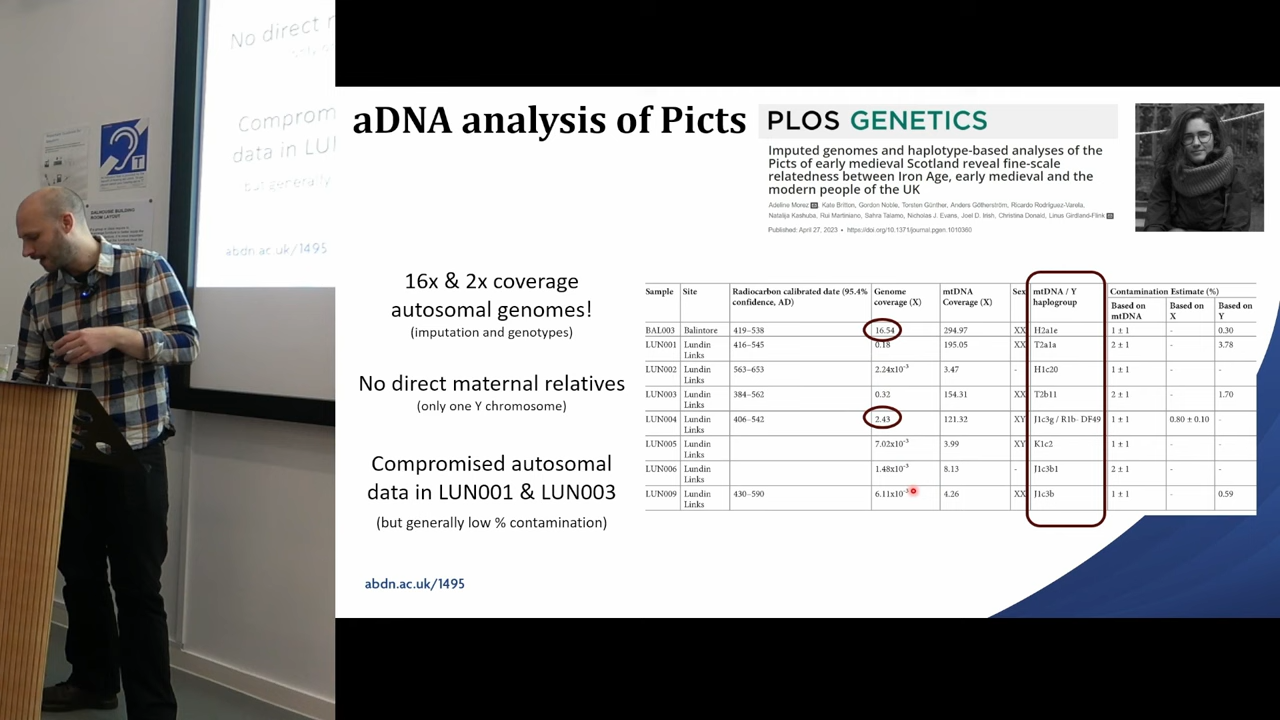 No direct
Comprom
data in LU
but generally
abdn.ac.uk/1495
T
DALHOUSIE BUILDING
ROOM LAYOUT
aDNA analysis of Picts
PLOS GENETICS
Imputed genomes and haplotype-based analyses of the
Picts of early medieval Scotland reveal fine-scale
relatedness between Iron Age, early medieval and the
modern people of the UK
Adeline Morez, Kate Britton, Gordon Noble, Torsten Günther, Anders Götherström, Ricardo Rodríguez-Varela,
Natalija Kashuba, Rui Martiniano, Sahra Talamo, Nicholas J. Evans, Joel D. Irish, Christina Donald, Linus Girdland-Flink
Published: April 27, 2023 • https://doi.org/10.1371/journal.pgen.1010360
16x & 2x coverage
autosomal genomes!
(imputation and genotypes)
No direct maternal relatives
(only one Y chromosome)
Compromised autosomal
data in LUN001 & LUN003
(but generally low % contamination)
abdn.ac.uk/1495
Sample Site Radiocarbon calibrated date (95.4% confidence, AD) Genome coverage (X) mtDNA Coverage (X) Sex mtDNA / Y haplogroup Contamination Estimate (%)
Based on mtDNA Based on X Based on Y
BAL003 Balintore 419–538 16.54 294.97 XX H2a1e 1 ± 1 - 0.30
LUN001 Lundin Links 416–545 0.18 195.05 XX T2a1a 2 ± 1 - 3.78
LUN002 Lundin Links 563–653 2.24x10⁻³ 3.47 - H1c20 1 ± 1 - -
LUN003 Lundin Links 384–562 0.32 154.31 XX T2b11 2 ± 1 - 1.70
LUN004 Lundin Links 406–542 2.43 121.32 XY J1c3g / R1b- DF49 1 ± 1 0.80 ± 0.10 -
LUN005 Lundin Links 7.02x10⁻³ 3.99 XY K1c2 1 ± 1 - -
LUN006 Lundin Links 1.48x10⁻³ 8.13 - J1c3b1 2 ± 1 - -
LUN009 Lundin Links 430–590 6.11x10⁻³ 4.26 XX J1c3b 1 ± 1 - 0.59